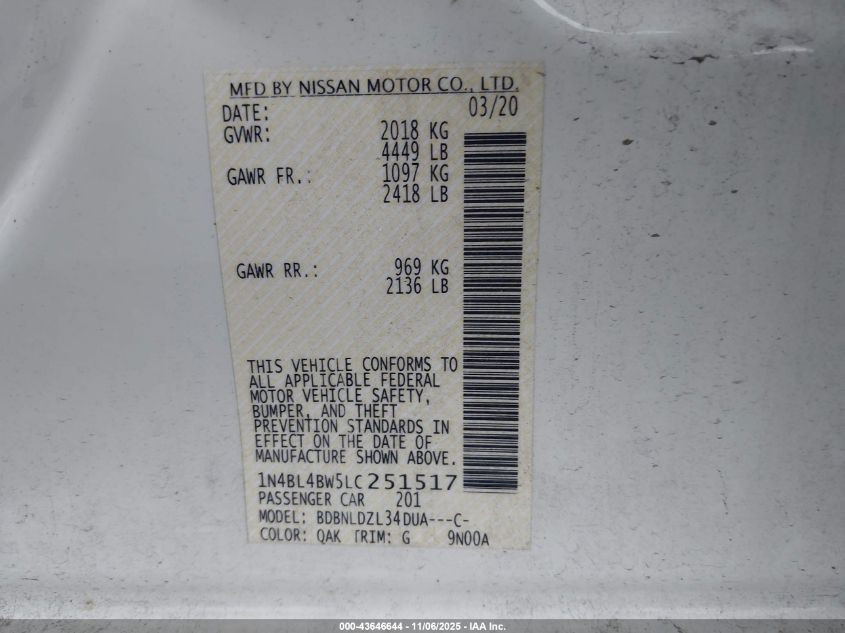 MFD BY NISSAN MOTOR CO., LTD.
DATE: 03/20
GVWR: 2018 KG
4449 LB
GAWR FR.: 1097 KG
2418 LB
GAWR RR.: 969 KG
2136 LB
THIS VEHICLE CONFORMS TO
ALL APPLICABLE FEDERAL
MOTOR VEHICLE SAFETY,
BUMPER, AND THEFT
PREVENTION STANDARDS IN
EFFECT ON THE DATE OF
MANUFACTURE SHOWN ABOVE.
1N4BL4BW5LC251517
PASSENGER CAR 201
MODEL: BDBNLDZL34DUA---C-
COLOR: QAK TRIM: G 9N00A
000-43646644 - 11/06/2025 - IAA Inc.